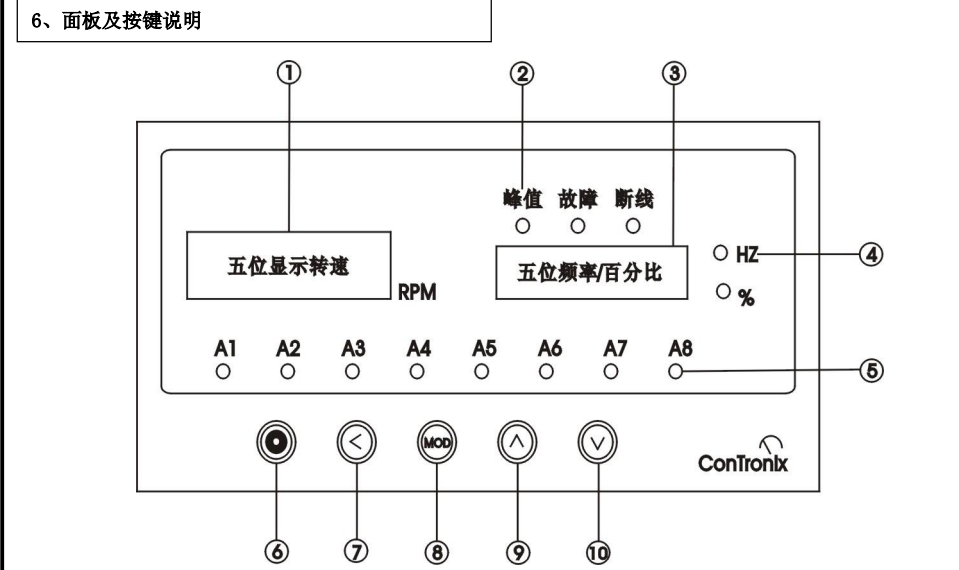 6、面板及按键说明
① ② ③
峰值 故障 断线
HZ ④
五位显示转速 五位频率/百分比
RPM %
A1 A2 A3 A4 A5 A6 A7 A8
⑤
< MOD ∧ ∨
ConTronix
⑥ ⑦ ⑧ ⑨ ⑩